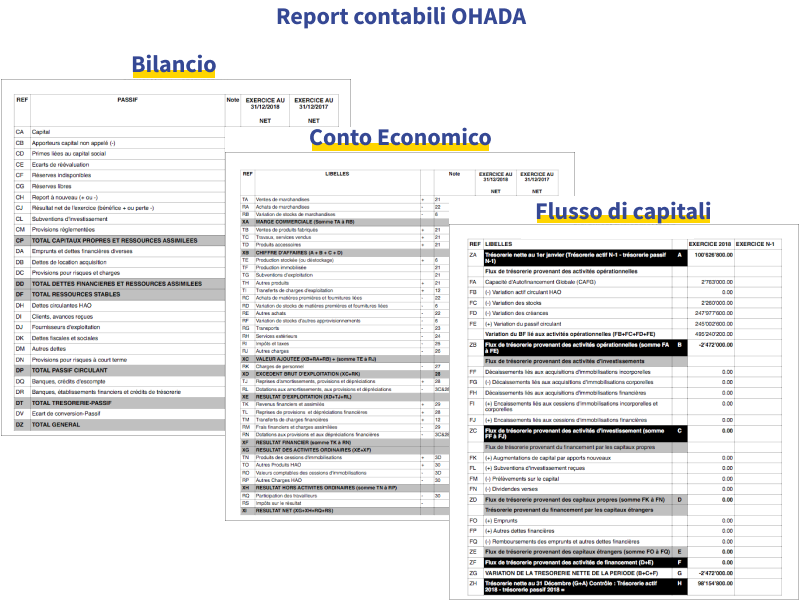 Report contabili OHADA
Bilancio
REF PASSIF Note EXERCICE AU EXERCICE AU
31/12/2018 31/12/2017
NET NET
CA Capital
CB Apporteurs capital non appelé (-)
CD Primes liées au capital social
CE Ecarts de réévaluation
CF Réserves indisponibles
CG Réserves libres
CH Report à nouveau (+ ou -)
CJ Résultat net de l'exercice (bénéfice + ou perte -)
CL Subventions d'investissement
CM Provisions réglementées
CP TOTAL CAPITAUX PROPRES ET RESSOURCES ASSIMILEES
DA Emprunts et dettes financières diverses
DB Dettes de location acquisition
DC Provisions pour risques et charges
DD TOTAL DETTES FINANCIERES ET RESSOURCES ASSIMILEES
DF TOTAL RESSOURCES STABLES
DH Dettes circulantes HAO
DI Clients, avances reçues
DJ Fournisseurs d'exploitation
DK Dettes fiscales et sociales
DM Autres dettes
DN Provisions pour risques à court terme
DP TOTAL PASSIF CIRCULANT
DQ Banques, crédits d'escompte
DR Banques, établissements financiers et crédits de trésorerie
DT TOTAL TRESORERIE-PASSIF
DV Ecart de conversion-Passif
DZ TOTAL GENERAL
Conto Economico
REF LIBELLES Note EXERCICE AU EXERCICE AU
31/12/2018 31/12/2017
NET NET
TA Ventes de marchandises + 21
RA Achats de marchandises - 22
RB Variation de stocks de marchandises - 6
XA MARGE COMMERCIALE (Somme TA à RB)
TB Ventes de produits fabriqués + 21
TC Travaux, services vendus + 21
TD Produits accessoires + 21
XB CHIFFRE D'AFFAIRES (A + B + C + D)
TE Production stockée (ou déstockage) + 6
TF Production immobilisée 21
TG Subventions d'exploitation 21
TH Autres produits + 21
TI Transferts de charges d'exploitation + 12
RC Achats de matières premières et fournitures liées - 22
RD Variation de stocks de matières premières et fournitures liées - 6
RE Autres achats - 22
RF Variation de stocks d'autres approvisionnements - 6
RG Transports - 23
RH Services extérieurs - 24
RI Impôts et taxes - 25
RJ Autres charges - 26
XC VALEUR AJOUTÉE (XB+RA+RB) + (somme TE à RJ)
RK Charges de personnel - 27
XD EXCÉDENT BRUT D'EXPLOITATION (XC+RK) 28
TJ Reprises d'amortissements, provisions et dépréciations + 28
RL Dotations aux amortissements, aux provisions et dépréciations - 3C&28
XE RESULTAT D'EXPLOITATION (XD+TJ+RL)
TK Revenus financiers et assimilés + 29
TL Reprises de provisions et dépréciations financières + 28
TM Transferts de charges financières + 12
RM Frais financiers et charges assimilés - 29
RN Dotations aux provisions et aux dépréciations financières - 3C&28
XF RESULTAT FINANCIER (somme TK à RN)
XG RESULTAT DES ACTIVITES ORDINAIRES (XE+XF)
TN Produits des cessions d'immobilisations + 3D
TO Autres Produits HAO + 30
RO Valeurs comptables des cessions d'immobilisations - 3D
RP Autres Charges HAO - 30
XH RESULTAT HORS ACTIVITES ORDINAIRES (somme TN à RP)
RQ Participation des travailleurs - 30
RS Impôts sur le résultat -
XI RESULTAT NET (XG+XH+RQ+RS)
Flusso di capitali
REF LIBELLES EXERCICE 2018 EXERCICE N-1
ZA Trésorerie nette au 1er janvier (Trésorerie actif N-1 - trésorerie passif A 100'626'900.00
N-1)
Flux de trésorerie provenant des activités opérationnelles
FA Capacité d'Autofinancement Globale (CAFG) 2'763'000.00
FB (-) Variation actif circulant HAO 0.00
FC (-) Variation des stocks 2'260'000.00
FD (-) Variation des créances 247'977'600.00
FE (+) Variation du passif circulant 245'002'600.00
Variation du BF lié aux activités opérationnelles (FB+FC+FD+FE) 495'240'200.00
ZB Flux de trésorerie provenant des activités opérationnelles (somme FA B -2'472'000.00
à FE)
Flux de trésorerie provenant des activités d'investissements
FF Décaissements liés aux acquisitions d'immobilisations incorporelles 0.00
FG (-) Décaissements liés aux acquisitions d'immobilisations corporelles 0.00
FH Décaissements liés aux acquisitions d'immobilisations financières 0.00
FI (+) Encaissements liés aux cessions d'immobilisations incorporelles et 0.00
corporelles
FJ (+) Encaissements liés aux cessions d'immobilisations financières 0.00
ZC Flux de trésorerie provenant des activités d'investissement (somme C 0.00
FF à FJ)
Flux de trésorerie provenant du financement par les capitaux propres
FK (+) Augmentations de capital par apports nouveaux 0.00
FL (+) Subventions d'investissement reçues 0.00
FM (-) Prélèvements sur le capital 0.00
FN (-) Dividendes versés 0.00
ZD Flux de trésorerie provenant des capitaux propres (somme FK à FN) D 0.00
Trésorerie provenant du financement par les capitaux étrangers
FO (+) Emprunts 0.00
FP (+) Autres dettes financières 0.00
FQ (-) Remboursements des emprunts et autres dettes financières 0.00
ZE Flux de trésorerie provenant des capitaux étrangers (somme FO à FQ) E 0.00
ZF Flux de trésorerie provenant des activités de financement (D+E) F 0.00
ZG VARIATION DE LA TRESORERIE NETTE DE LA PERIODE (B+C+F) G -2'472'000.00
ZH Trésorerie nette au 31 Décembre (G+A) Contrôle : Trésorerie actif H 98'154'900.00
2018 - trésorerie passif 2018 =